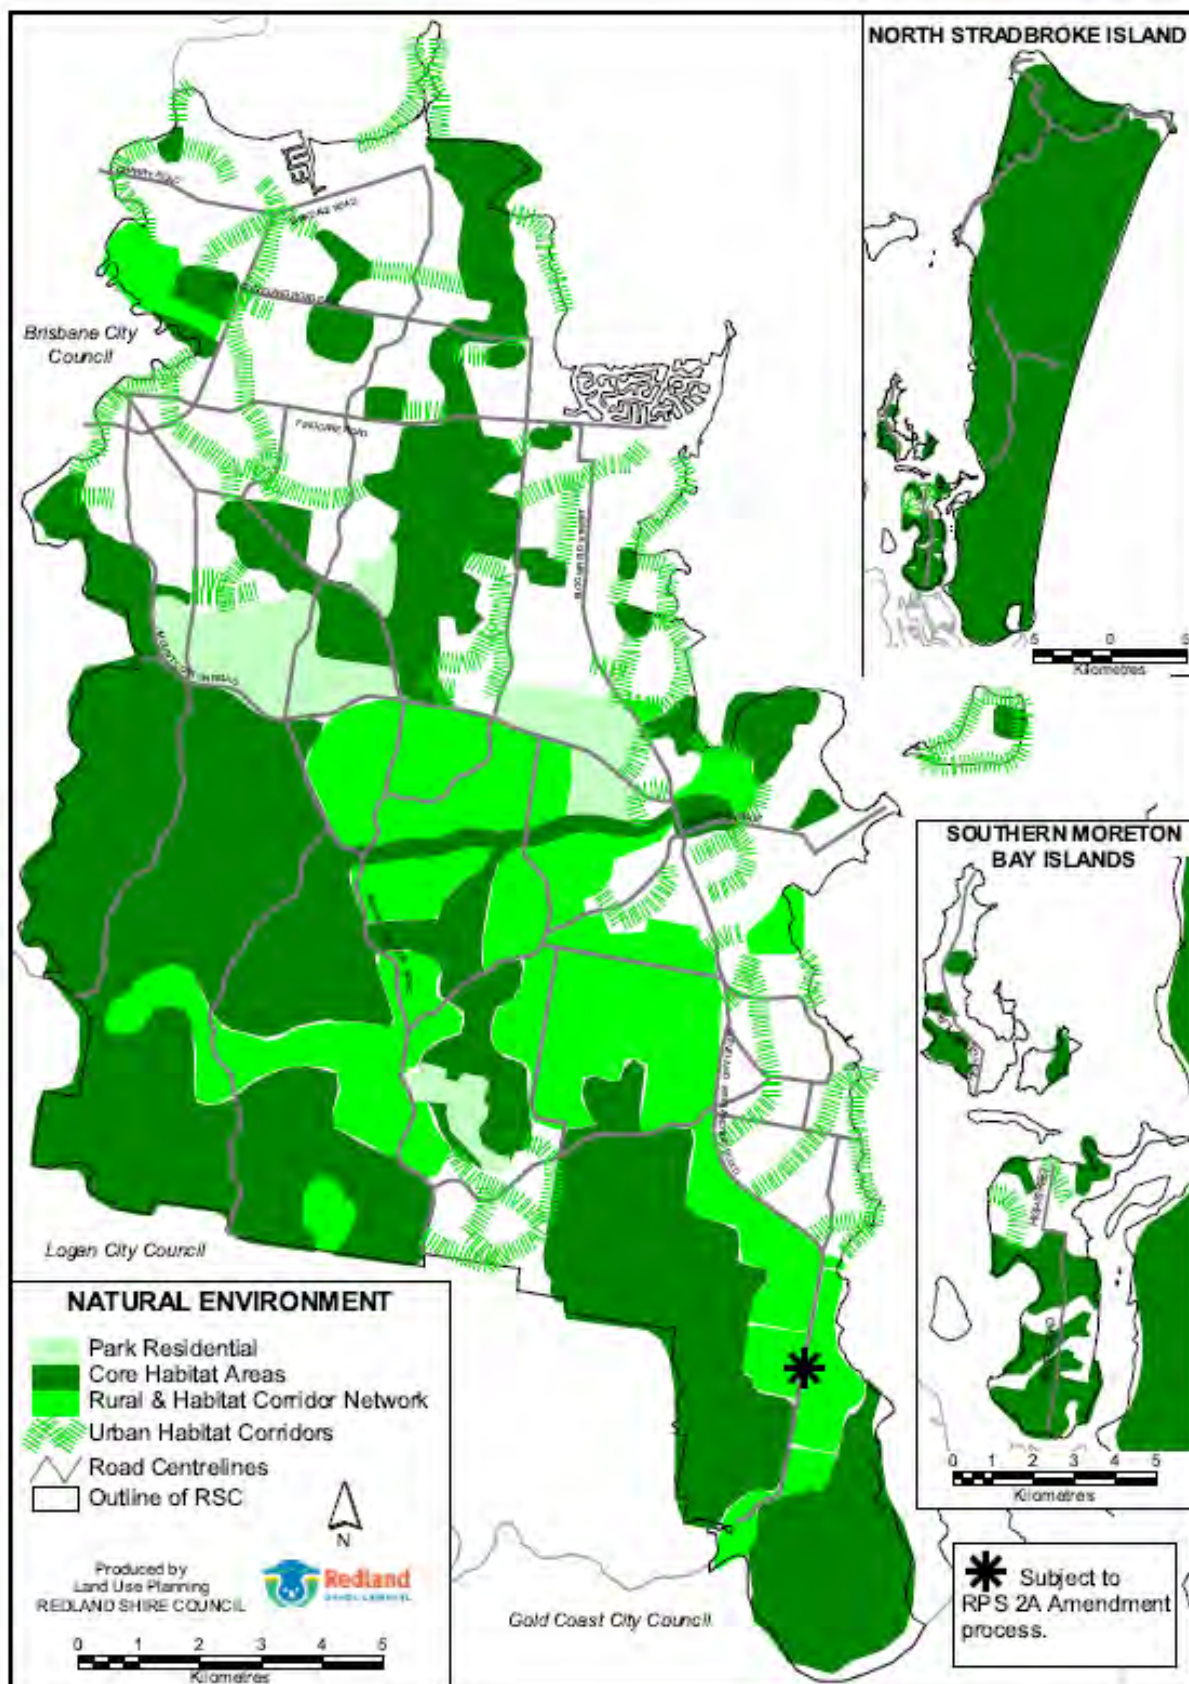 NORTH STRADBROKE ISLAND
Brisbane City
Council
5 0 5
Kilometres
SOUTHERN MORETON
BAY ISLANDS
0 1 2 3 4 5
Kilometres
Logan City Council
NATURAL ENVIRONMENT
Park Residential
Core Habitat Areas
Rural & Habitat Corridor Network
Urban Habitat Corridors
Road Centrelines
Outline of RSC
N
Produced by
Land Use Planning
REDLAND SHIRE COUNCIL
Redland
0 1 2 3 4 5
Kilometres
Gold Coast City Council
Subject to
RPS 2A Amendment
process.